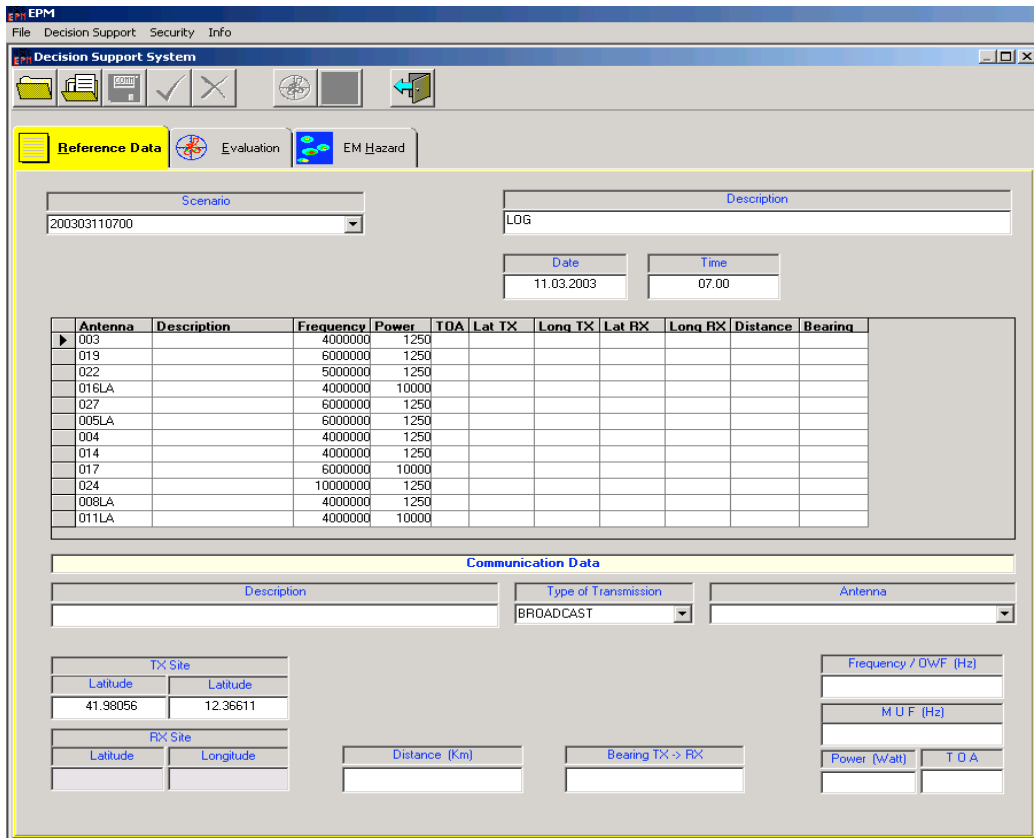 EPM EPM
File Decision Support Security Info
EPM Decision Support System
Reference Data Evaluation EM Hazard
Scenario Description
200303110700 LOG
Date Time
11.03.2003 07.00
Antenna Description Frequency Power TOA Lat TX Long TX Lat RX Long RX Distance Bearing
003 4000000 1250
019 6000000 1250
022 5000000 1250
016LA 4000000 10000
027 6000000 1250
005LA 6000000 1250
004 4000000 1250
014 4000000 1250
017 6000000 10000
024 10000000 1250
008LA 4000000 1250
011LA 4000000 10000
Communication Data
Description Type of Transmission Antenna
BROADCAST
TX Site Frequency / OWF (Hz)
Latitude Latitude
41.98056 12.36611 M U F (Hz)
RX Site
Latitude Longitude Distance (Km) Bearing TX -> RX Power (Watt) T O A